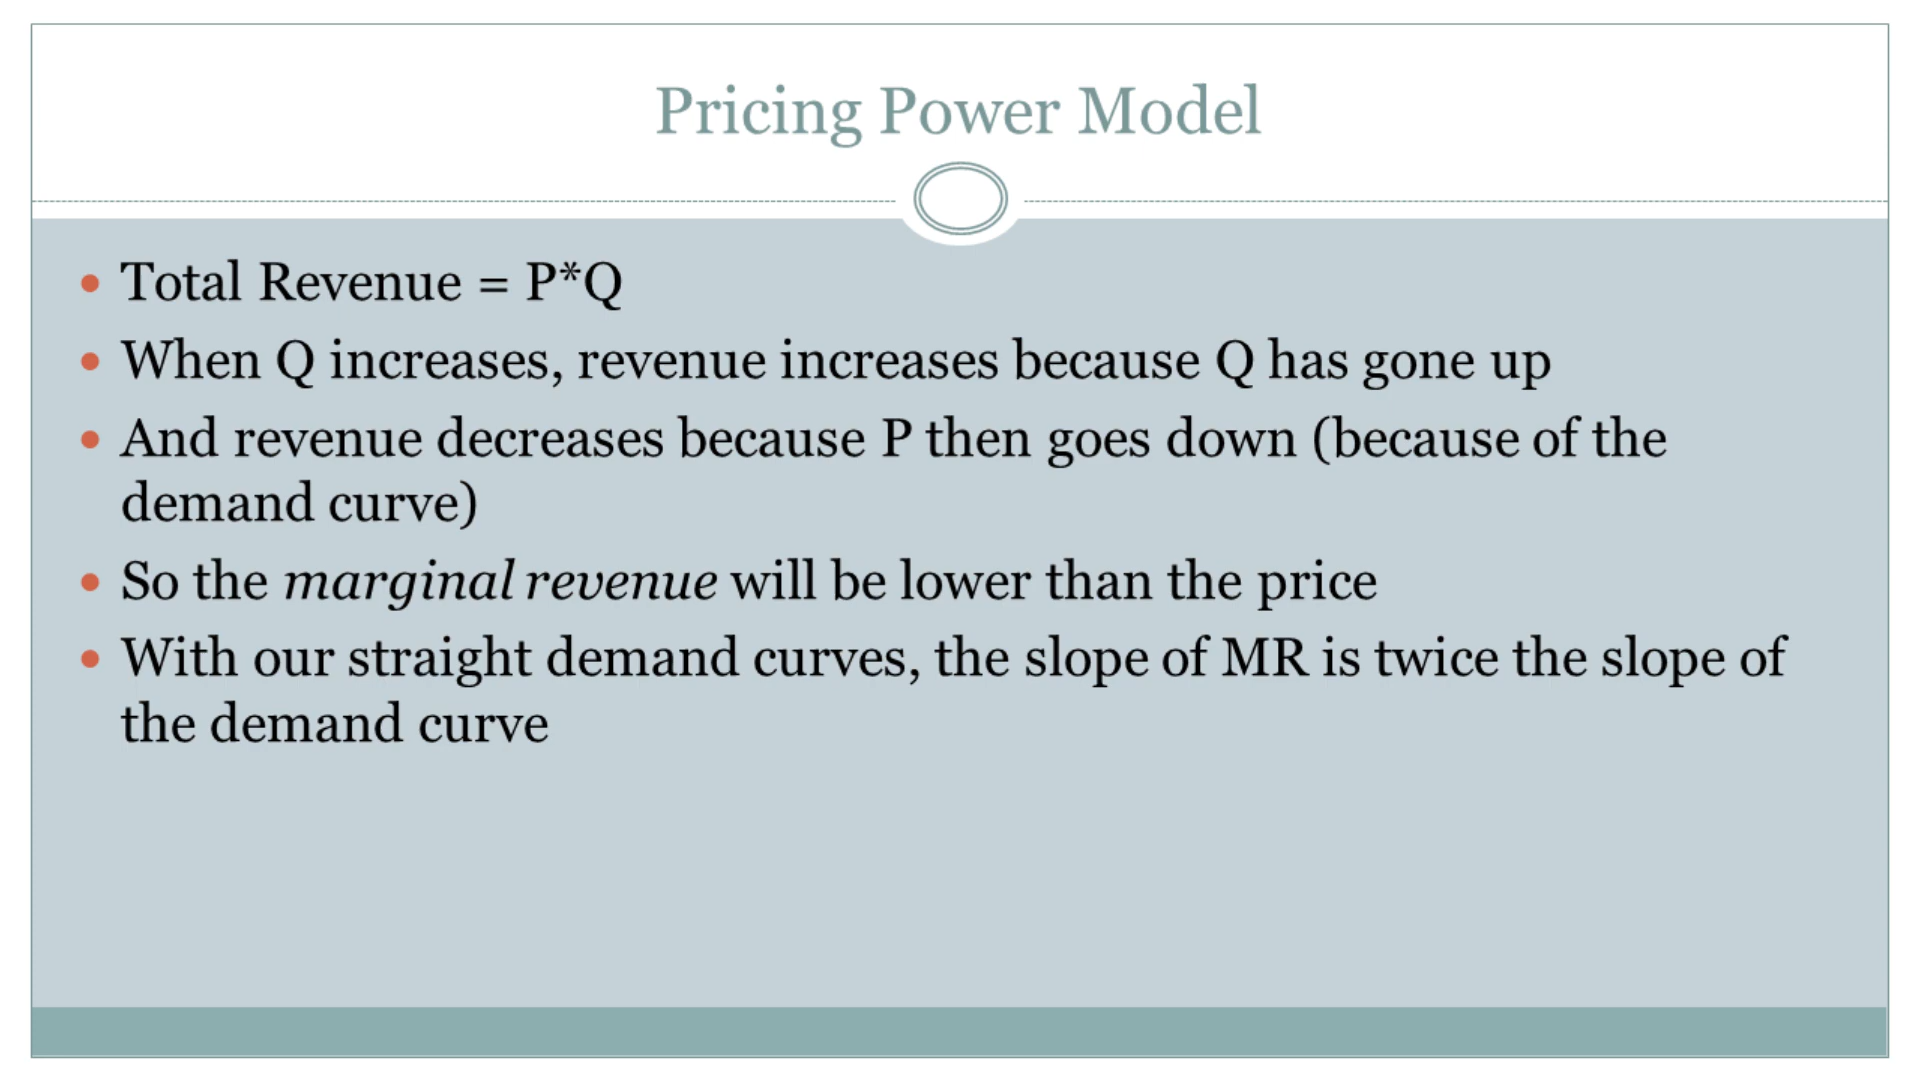 Pricing Power Model
• Total Revenue = P*Q
• When Q increases, revenue increases because Q has gone up
• And revenue decreases because P then goes down (because of the
demand curve)
• So the marginal revenue will be lower than the price
• With our straight demand curves, the slope of MR is twice the slope of
the demand curve